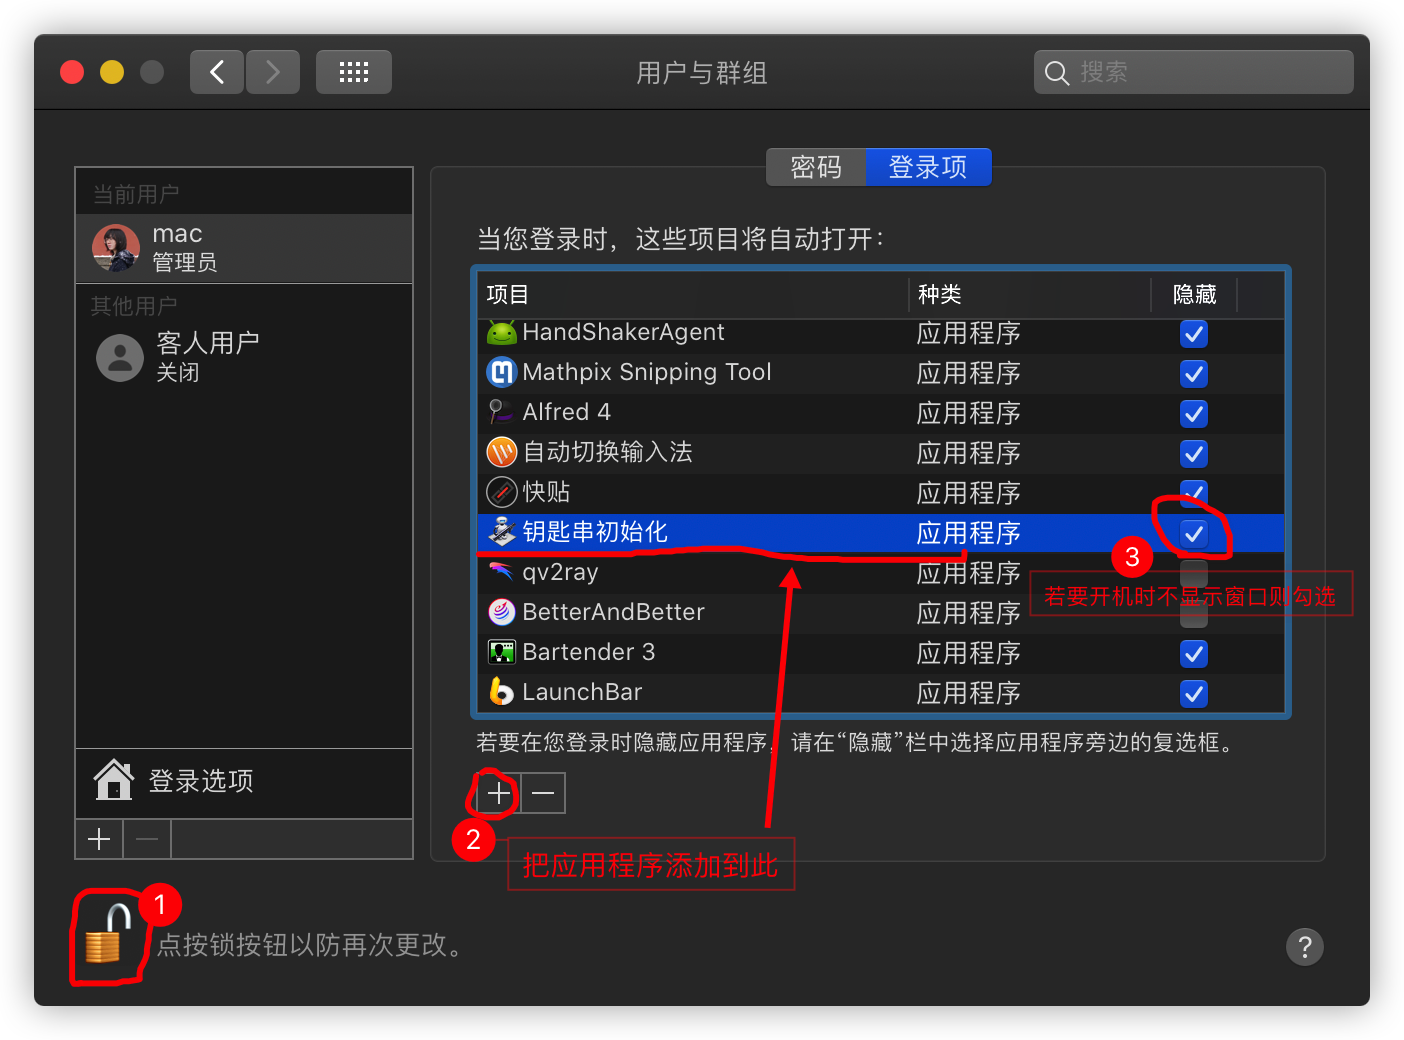 用户与群组
搜索
密码
登录项
当前用户
mac
管理员
其他用户
客人用户
关闭
当您登录时，这些项目将自动打开：
项目 种类 隐藏
HandShakerAgent 应用程序
Mathpix Snipping Tool 应用程序
Alfred 4 应用程序
自动切换输入法 应用程序
快贴 应用程序
钥匙串初始化 应用程序
qv2ray 应用程序
3
若要开机时不显示窗口则勾选
BetterAndBetter 应用程序
Bartender 3 应用程序
LaunchBar 应用程序
若要在您登录时隐藏应用程序，请在“隐藏”栏中选择应用程序旁边的复选框。
登录选项
2
把应用程序添加到此
1
点按锁按钮以防再次更改。
?